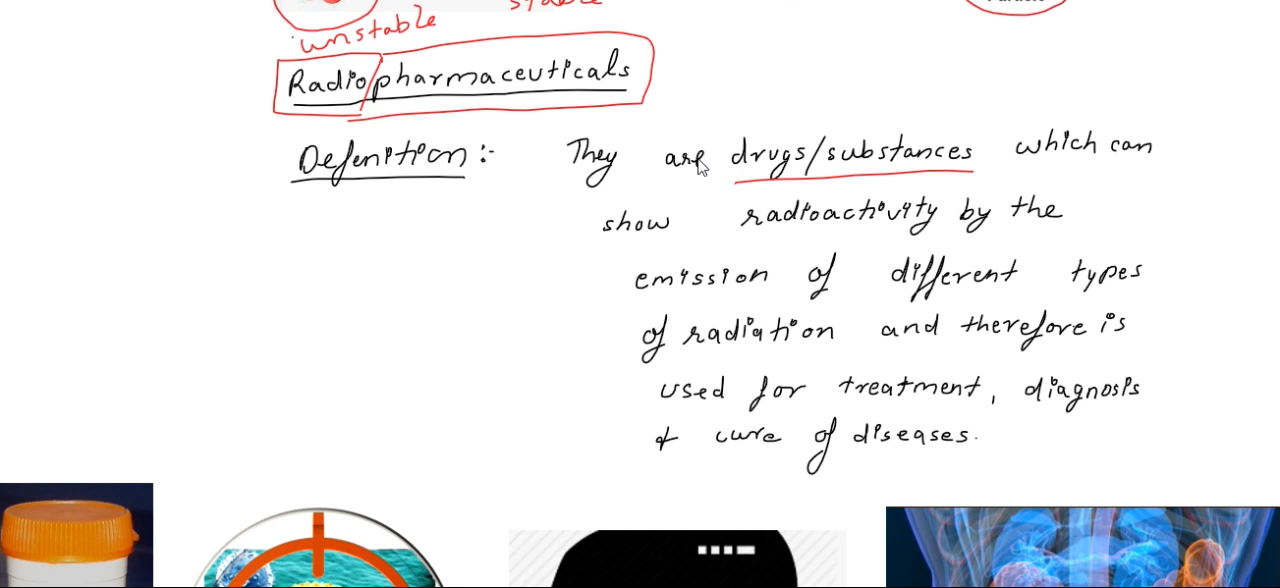 unstable
Radiopharmaceuticals
Defenition :- They are drugs/substances which can
show radioactivity by the
emission of different types
of radiation and therefore is
used for treatment, diagnosis
& cure of diseases.